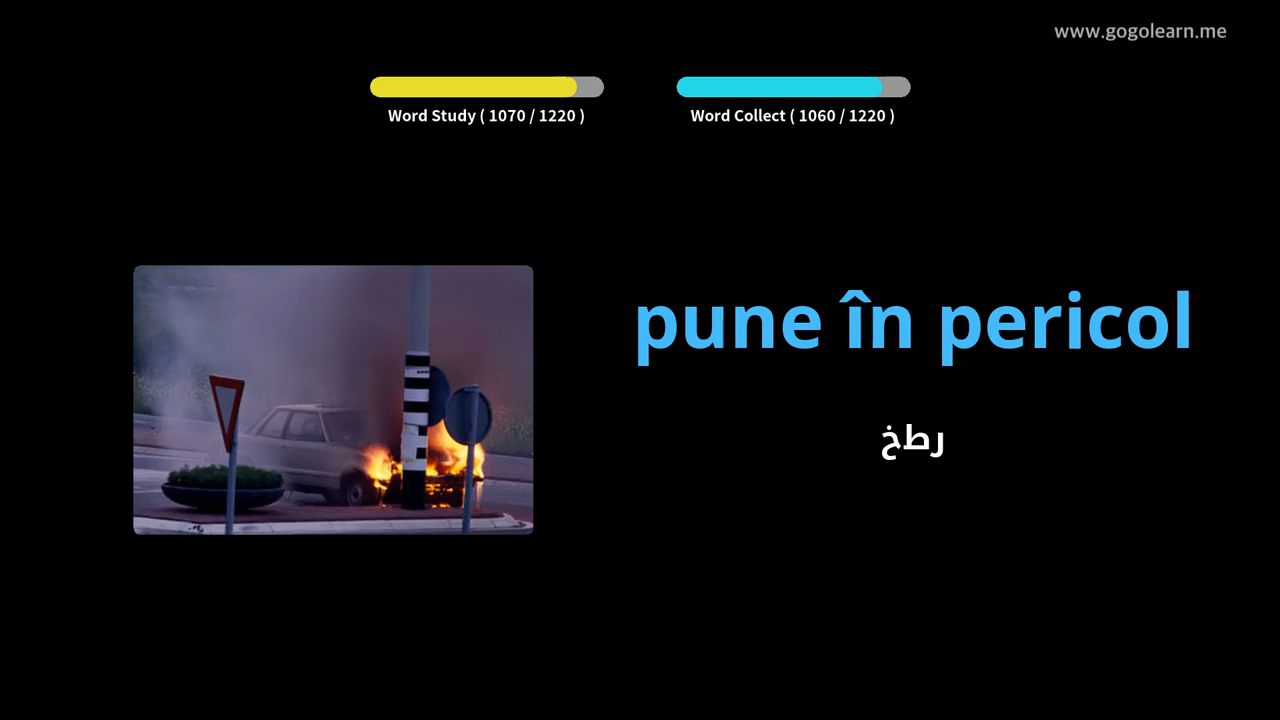 www.gogolearn.me
Word Study ( 1070 / 1220 )
Word Collect ( 1060 / 1220 )
pune în pericol
رطخ